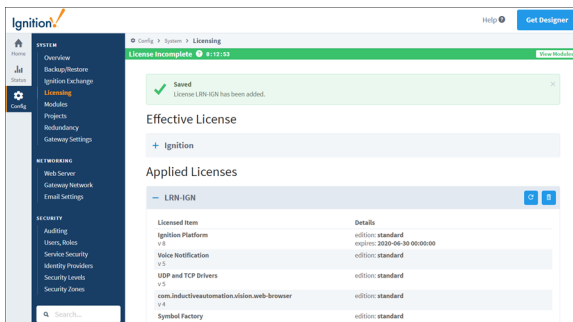 Ignition!
Help ?
Get Designer
Home
Status
Config
SYSTEM
Overview
Backup/Restore
Ignition Exchange
Licensing
Modules
Projects
Redundancy
Gateway Settings
NETWORKING
Web Server
Gateway Network
Email Settings
SECURITY
Auditing
Users, Roles
Service Security
Identity Providers
Security Levels
Security Zones
Search...
Config > System > Licensing
License Incomplete ? 0:12:53
View Modules
Saved
License LRN-IGN has been added.
Effective License
+ Ignition
Applied Licenses
− LRN-IGN
Licensed Item Details
Ignition Platform edition: standard
v 8 expires: 2020-06-30 00:00:00
Voice Notification edition: standard
v 5
UDP and TCP Drivers edition: standard
v 5
com.inductiveautomation.vision.web-browser edition: standard
v 4
Symbol Factory edition: standard